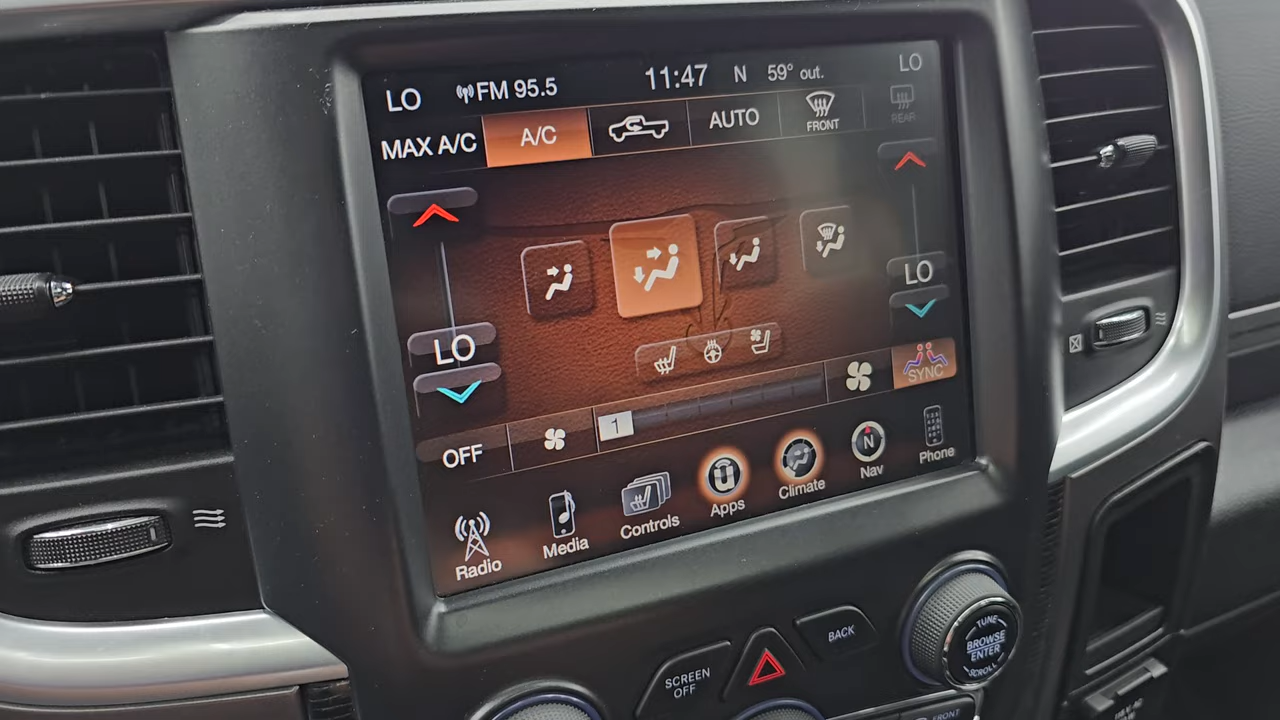 LO FM 95.5 11:47 N 59° out. LO
MAX A/C A/C AUTO FRONT REAR
LO LO
SYNC
OFF 1
Radio Media Controls Apps Climate N Nav Phone
SCREEN OFF
BACK
TUNE
BROWSE
ENTER
SCROLL
FRONT